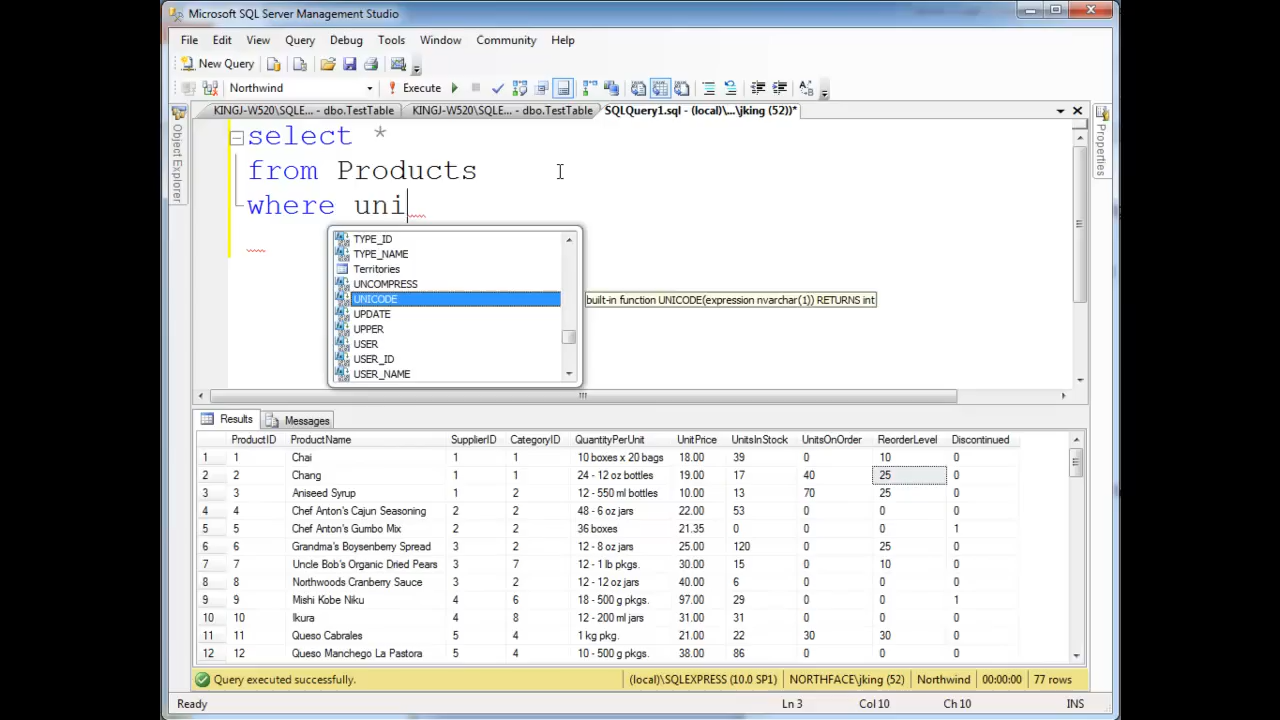 Microsoft SQL Server Management Studio
File Edit View Query Debug Tools Window Community Help
New Query
Northwind Execute
KINGJ-W520\SQLE... - dbo.TestTable KINGJ-W520\SQLE... - dbo.TestTable SQLQuery1.sql - (local)\...\jking (52))*
Object Explorer
Properties
select *
from Products
where uni
TYPE_ID
TYPE_NAME
Territories
UNCOMPRESS
UNICODE built-in function UNICODE(expression nvarchar(1)) RETURNS int
UPDATE
UPPER
USER
USER_ID
USER_NAME
Results Messages
ProductID ProductName SupplierID CategoryID QuantityPerUnit UnitPrice UnitsInStock UnitsOnOrder ReorderLevel Discontinued
1 1 Chai 1 1 10 boxes x 20 bags 18.00 39 0 10 0
2 2 Chang 1 1 24 - 12 oz bottles 19.00 17 40 25 0
3 3 Aniseed Syrup 1 2 12 - 550 ml bottles 10.00 13 70 25 0
4 4 Chef Anton's Cajun Seasoning 2 2 48 - 6 oz jars 22.00 53 0 0 0
5 5 Chef Anton's Gumbo Mix 2 2 36 boxes 21.35 0 0 0 1
6 6 Grandma's Boysenberry Spread 3 2 12 - 8 oz jars 25.00 120 0 25 0
7 7 Uncle Bob's Organic Dried Pears 3 7 12 - 1 lb pkgs. 30.00 15 0 10 0
8 8 Northwoods Cranberry Sauce 3 2 12 - 12 oz jars 40.00 6 0 0 0
9 9 Mishi Kobe Niku 4 6 18 - 500 g pkgs. 97.00 29 0 0 1
10 10 Ikura 4 8 12 - 200 ml jars 31.00 31 0 0 0
11 11 Queso Cabrales 5 4 1 kg pkg. 21.00 22 30 30 0
12 12 Queso Manchego La Pastora 5 4 10 - 500 g pkgs. 38.00 86 0 0 0
Query executed successfully. (local)\SQLEXPRESS (10.0 SP1) NORTHFACE\jking (52) Northwind 00:00:00 77 rows
Ready Ln 3 Col 10 Ch 10 INS